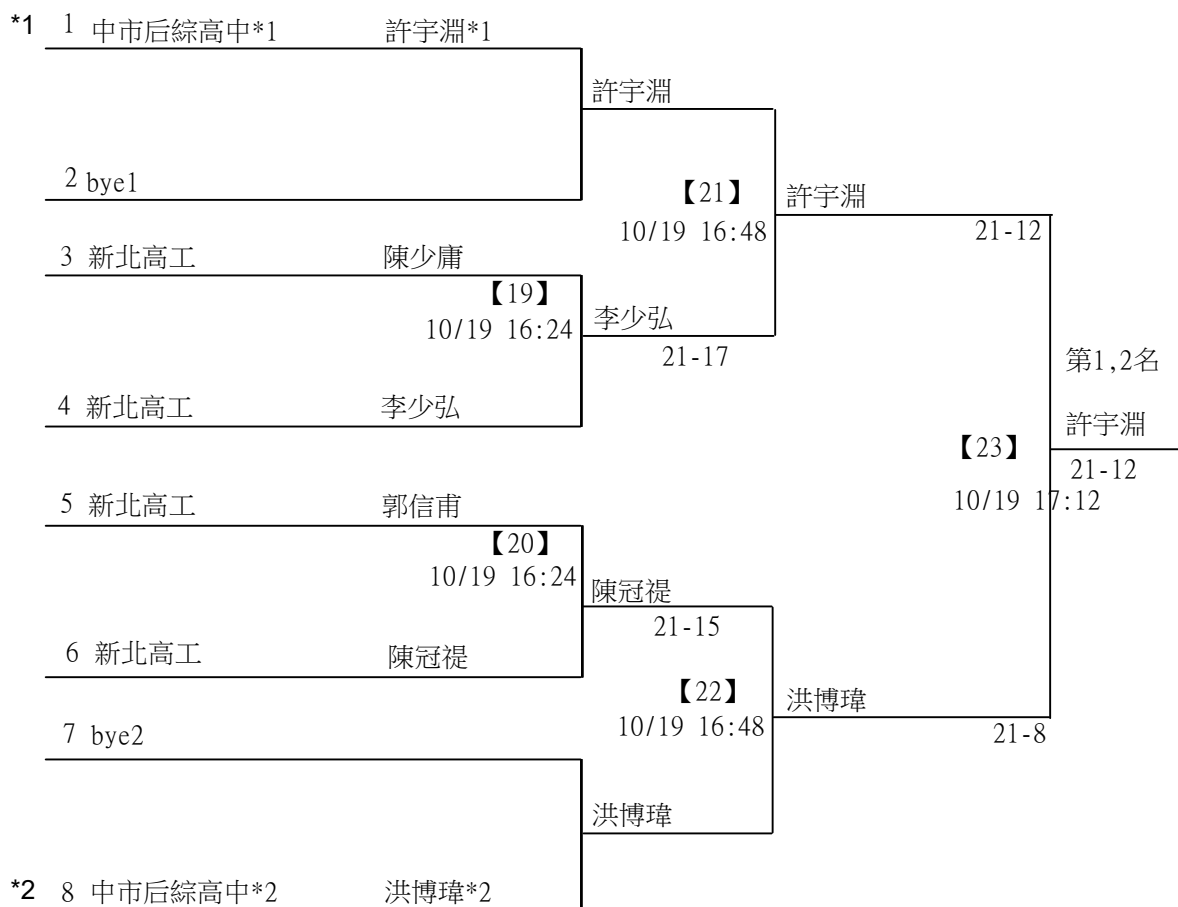 *1 1 中市后綜高中*1 許宇淵*1
許宇淵
2 bye1
【21】 許宇淵
10/19 16:48 21-12
3 新北高工 陳少庸
【19】
10/19 16:24 李少弘
21-17
第1,2名
4 新北高工 李少弘
許宇淵
【23】
21-12
10/19 17:12
5 新北高工 郭信甫
【20】
10/19 16:24
陳冠禔
21-15
6 新北高工 陳冠禔
【22】 洪博瑋
10/19 16:48 21-8
7 bye2
洪博瑋
*2 8 中市后綜高中*2 洪博瑋*2